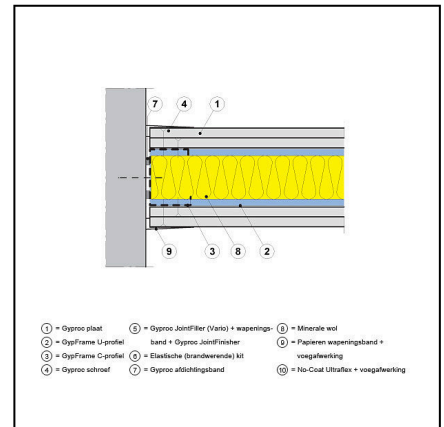 7 4 1
9 3 8 2
1 = Gyproc plaat
2 = GypFrame U-profiel
3 = GypFrame C-profiel
4 = Gyproc schroef
5 = Gyproc JointFiller (Vario) + wapenings-
band + Gyproc JointFinisher
6 = Elastische (brandwerende) kit
7 = Gyproc afdichtingsband
8 = Minerale wol
9 = Papieren wapeningsband +
voegafwerking
10 = No-Coat Ultraflex + voegafwerking